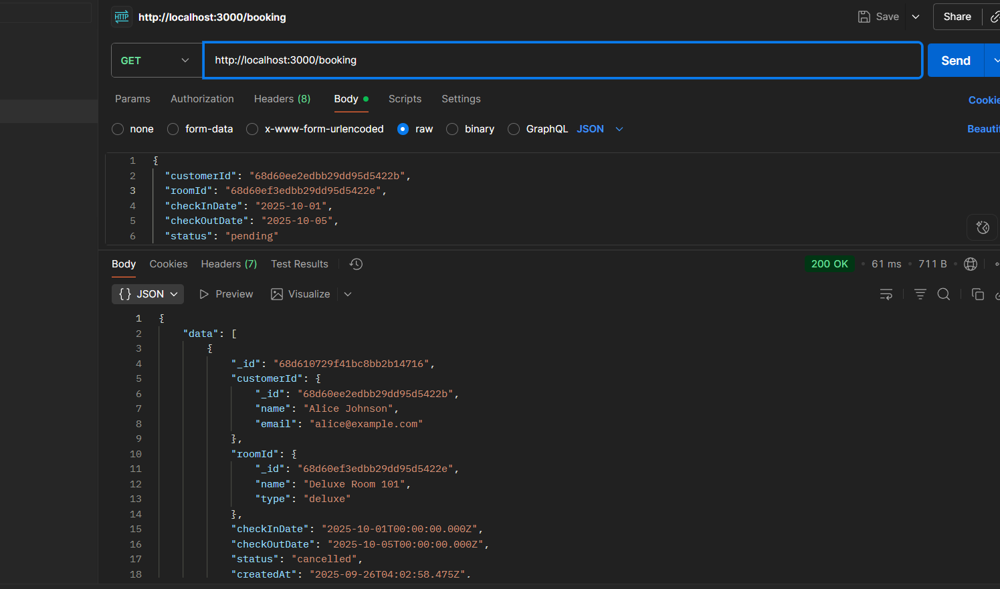 HTTP http://localhost:3000/booking Save Share
GET http://localhost:3000/booking Send
Params Authorization Headers (8) Body Scripts Settings Cookie
none form-data x-www-form-urlencoded raw binary GraphQL JSON Beautif
1 {
2 "customerId": "68d60ee2edbb29dd95d5422b",
3 "roomId": "68d60ef3edbb29dd95d5422e",
4 "checkInDate": "2025-10-01",
5 "checkOutDate": "2025-10-05",
6 "status": "pending"
Body Cookies Headers (7) Test Results 200 OK • 61 ms • 711 B •
{} JSON Preview Visualize
1 {
2 "data": [
3 {
4 "_id": "68d610729f41bc8bb2b14716",
5 "customerId": {
6 "_id": "68d60ee2edbb29dd95d5422b",
7 "name": "Alice Johnson",
8 "email": "alice@example.com"
9 },
10 "roomId": {
11 "_id": "68d60ef3edbb29dd95d5422e",
12 "name": "Deluxe Room 101",
13 "type": "deluxe"
14 },
15 "checkInDate": "2025-10-01T00:00:00.000Z",
16 "checkOutDate": "2025-10-05T00:00:00.000Z",
17 "status": "cancelled",
18 "createdAt": "2025-09-26T04:02:58.475Z",